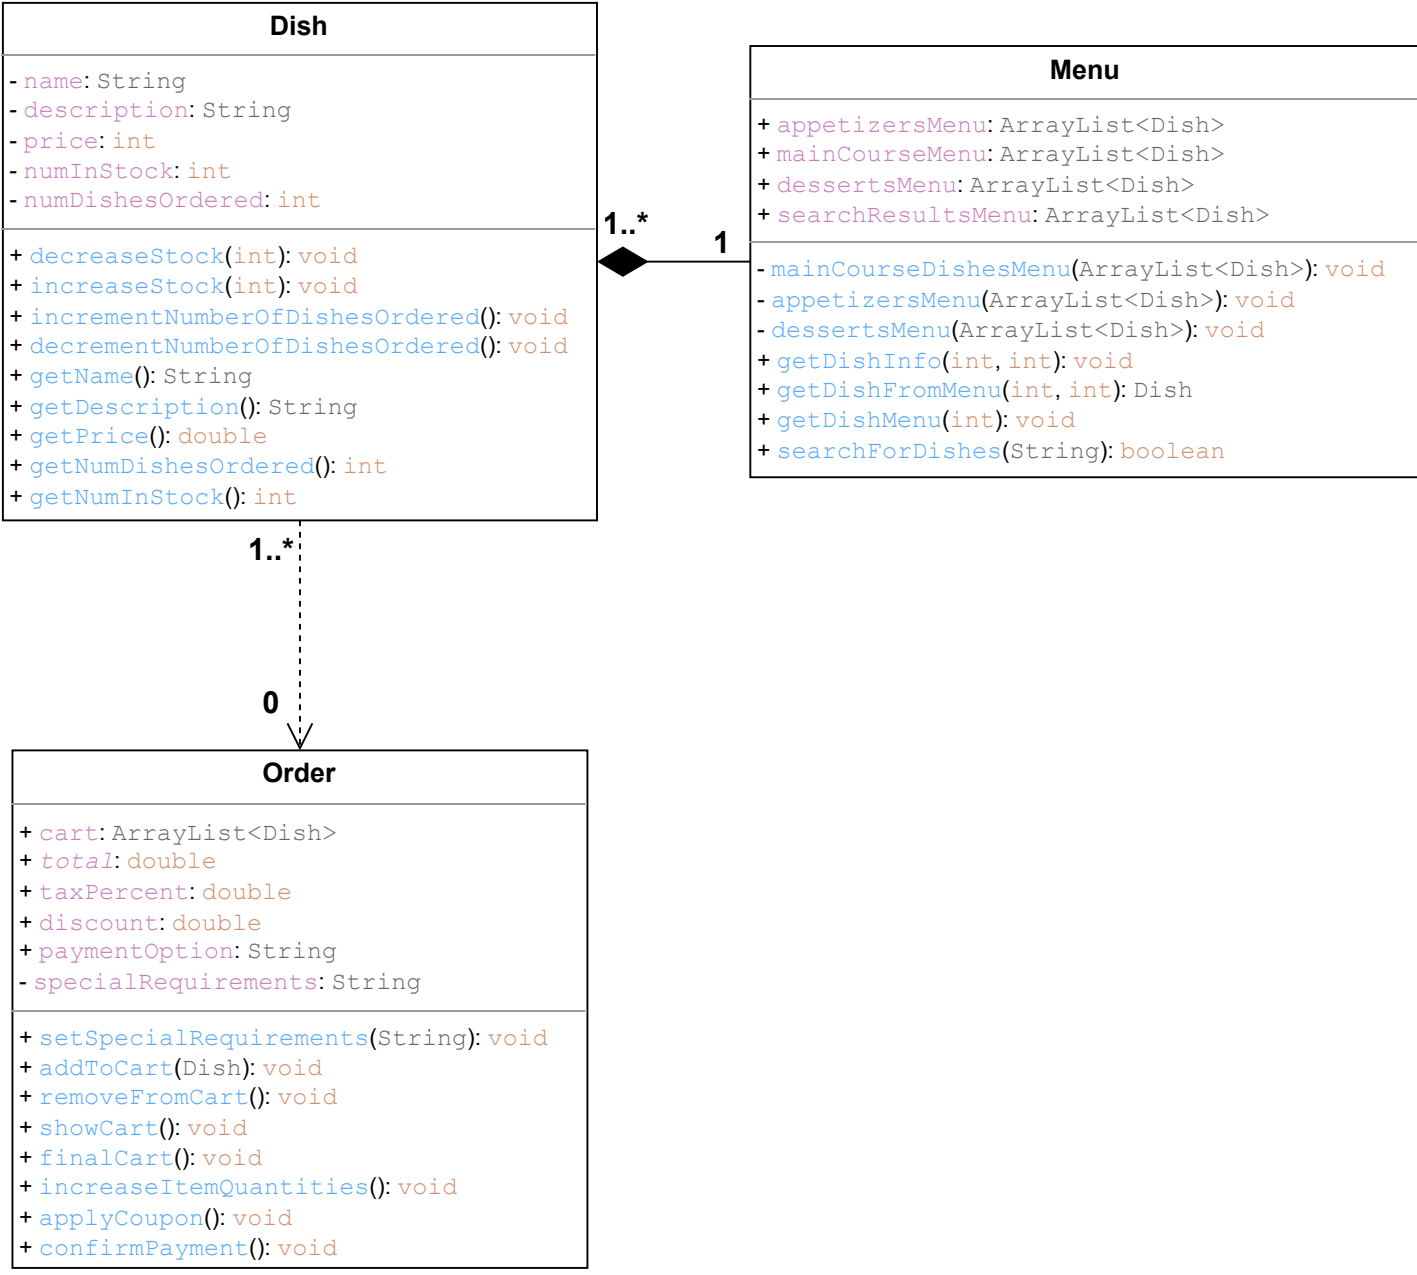 Dish
- name: String
- description: String
- price: int
- numInStock: int
- numDishesOrdered: int
+ decreaseStock(int): void
+ increaseStock(int): void
+ incrementNumberOfDishesOrdered(): void
+ decrementNumberOfDishesOrdered(): void
+ getName(): String
+ getDescription(): String
+ getPrice(): double
+ getNumDishesOrdered(): int
+ getNumInStock(): int
1..*
1
Menu
+ appetizersMenu: ArrayList<Dish>
+ mainCourseMenu: ArrayList<Dish>
+ dessertsMenu: ArrayList<Dish>
+ searchResultsMenu: ArrayList<Dish>
- mainCourseDishesMenu(ArrayList<Dish>): void
- appetizersMenu(ArrayList<Dish>): void
- dessertsMenu(ArrayList<Dish>): void
+ getDishInfo(int, int): void
+ getDishFromMenu(int, int): Dish
+ getDishMenu(int): void
+ searchForDishes(String): boolean
1..*
0
Order
+ cart: ArrayList<Dish>
+ total: double
+ taxPercent: double
+ discount: double
+ paymentOption: String
- specialRequirements: String
+ setSpecialRequirements(String): void
+ addToCart(Dish): void
+ removeFromCart(): void
+ showCart(): void
+ finalCart(): void
+ increaseItemQuantities(): void
+ applyCoupon(): void
+ confirmPayment(): void